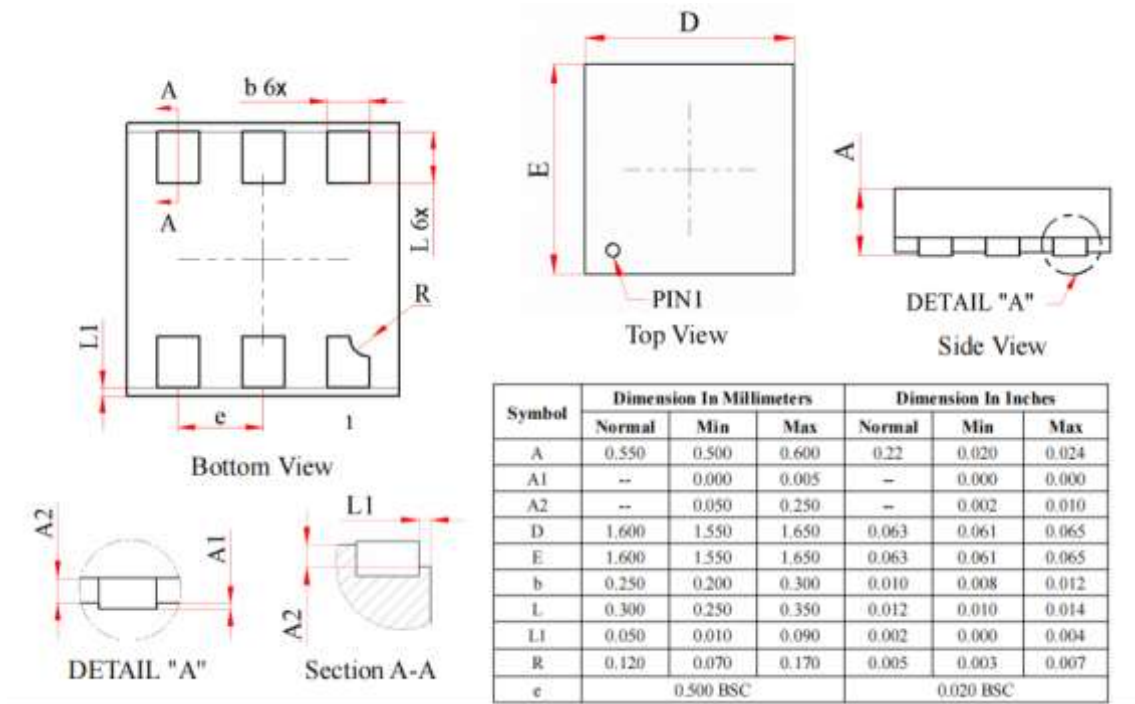 D
A
b 6x
E
A
A
L 6x
R
L1
PIN1
Top View
DETAIL "A"
Side View
e
1
Bottom View
Symbol Dimension In Millimeters Dimension In Inches
Normal Min Max Normal Min Max
A 0.550 0.500 0.600 0.22 0.020 0.024
A1 -- 0.000 0.005 -- 0.000 0.000
A2 -- 0.050 0.250 -- 0.002 0.010
D 1.600 1.550 1.650 0.063 0.061 0.065
E 1.600 1.550 1.650 0.063 0.061 0.065
b 0.250 0.200 0.300 0.010 0.008 0.012
L 0.300 0.250 0.350 0.012 0.010 0.014
L1 0.050 0.010 0.090 0.002 0.000 0.004
R 0.120 0.070 0.170 0.005 0.003 0.007
e 0.500 BSC 0.020 BSC
A2
A1
DETAIL "A"
L1
A2
Section A-A